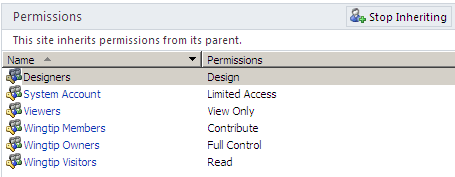 Permissions Stop Inheriting
This site inherits permissions from its parent.
Name Permissions
Designers Design
System Account Limited Access
Viewers View Only
Wingtip Members Contribute
Wingtip Owners Full Control
Wingtip Visitors Read